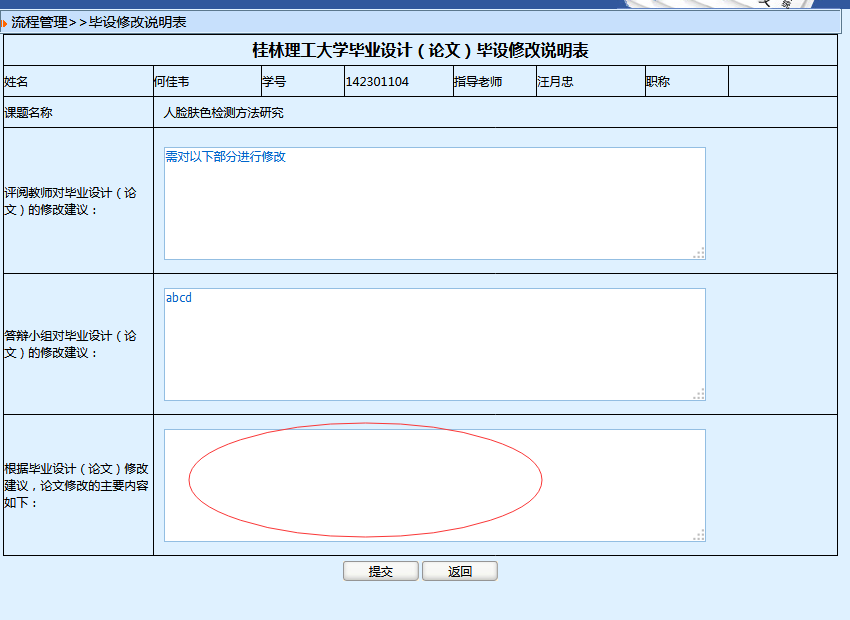 流程管理>>毕设修改说明表
桂林理工大学毕业设计（论文）毕设修改说明表
姓名 何佳韦 学号 142301104 指导老师 汪月忠 职称
课题名称 人脸肤色检测方法研究
评阅教师对毕业设计（论
文）的修改建议：
需对以下部分进行修改
答辩小组对毕业设计（论
文）的修改建议：
abcd
根据毕业设计（论文）修改
建议，论文修改的主要内容
如下：
提交 返回